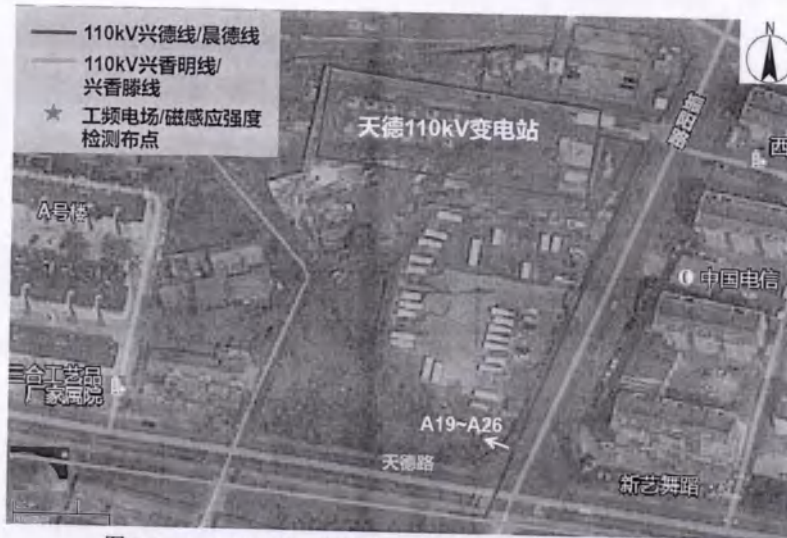 110kV兴德线/晨德线
110kV兴香明线/
兴香滕线
工频电场/磁感应强度
检测布点
N
天德110kV变电站
西
A号楼
中国电信
三合工艺品
厂家属院
A19~A26
天德路
新艺舞蹈